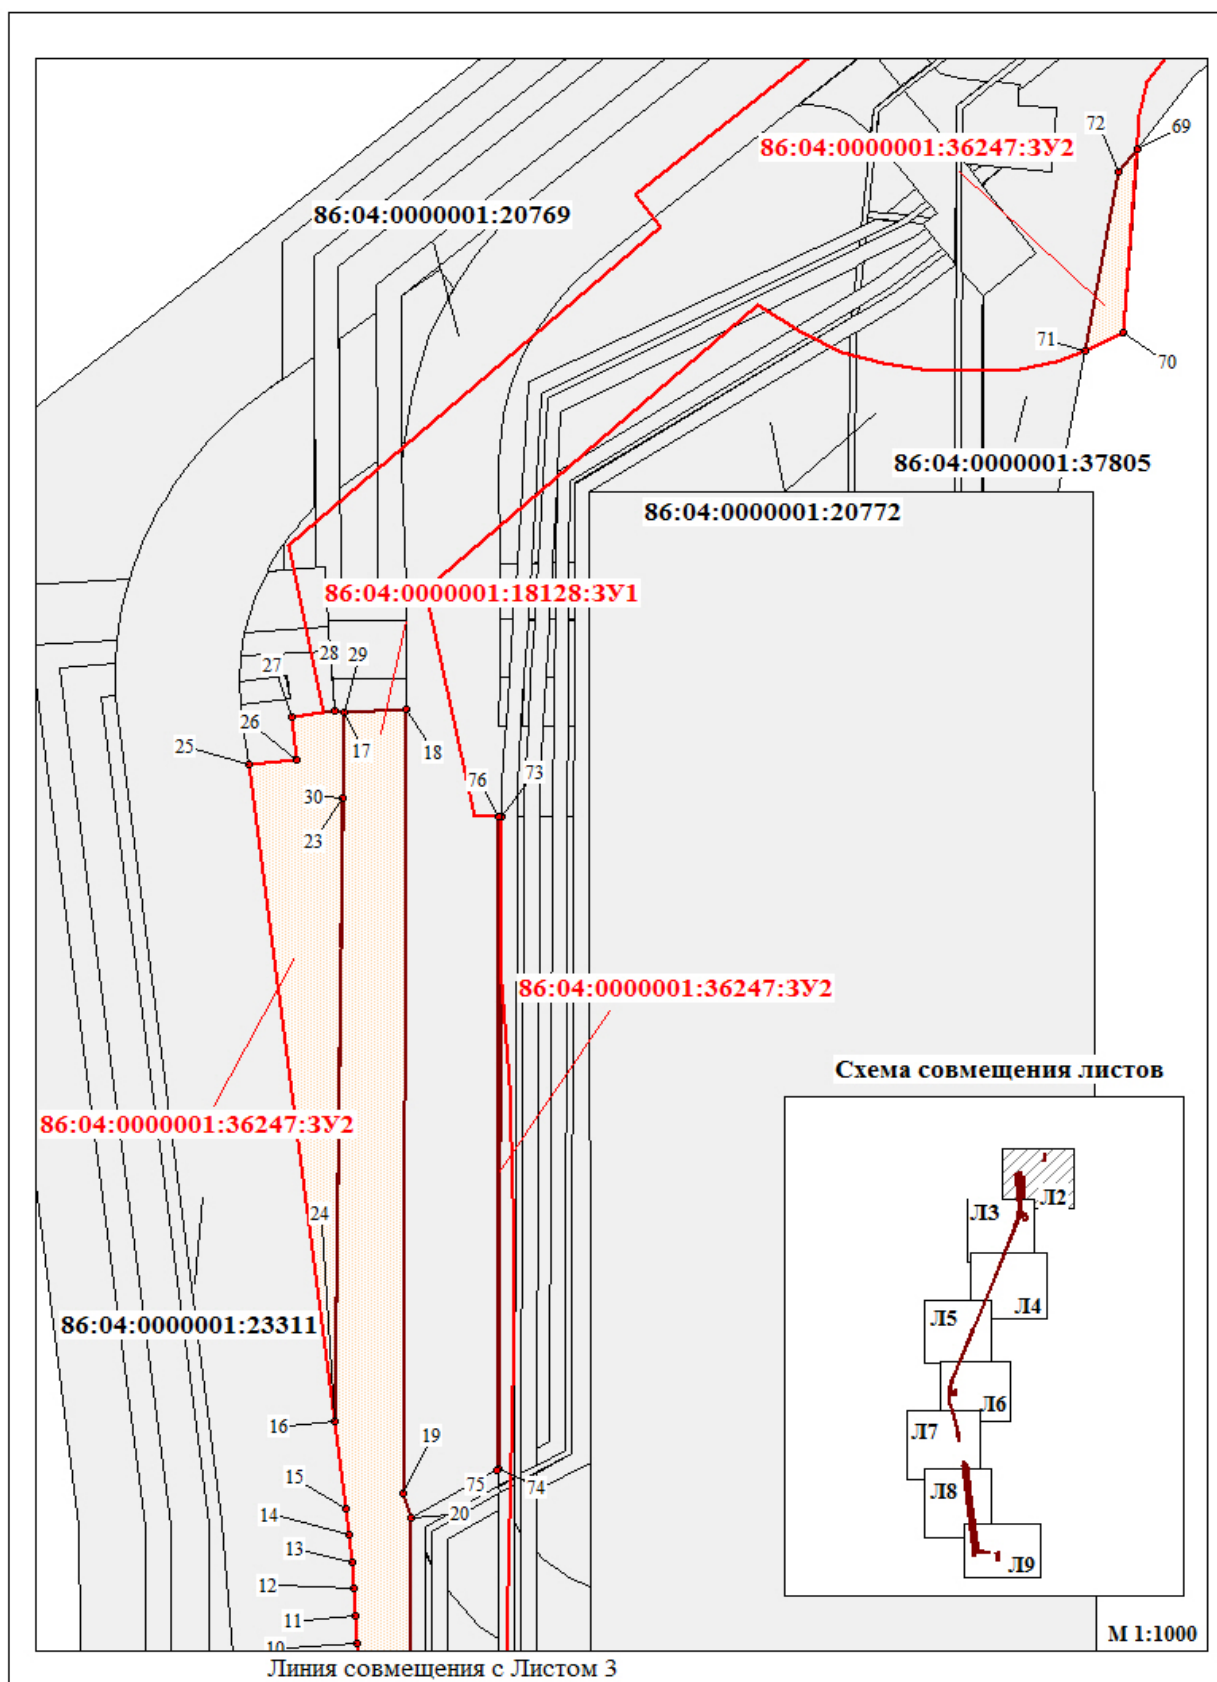 72
69
86:04:0000001:36247:ЗУ2
86:04:0000001:20769
71
70
86:04:0000001:37805
86:04:0000001:20772
86:04:0000001:18128:ЗУ1
27
28
29
26
25
17
18
76
73
30
23
86:04:0000001:36247:ЗУ2
Схема совмещения листов
86:04:0000001:36247:ЗУ2
Л2
24
Л3
Л4
86:04:0000001:23311
Л5
Л6
16
19
Л7
15
75
74
14
20
Л8
13
12
Л9
11
10
М 1:1000
Линия совмещения с Листом 3